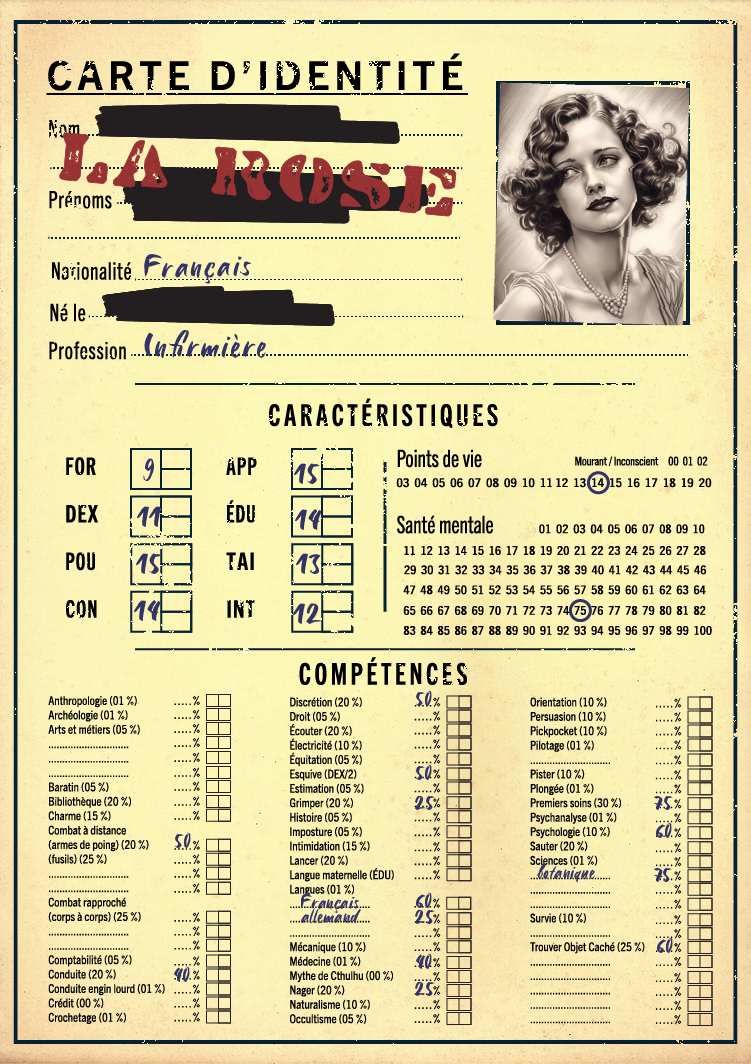 CARTE D'IDENTITÉ
Nom
LA ROSE
Prénoms
Nationalité Français
Né le
Profession Infirmière
CARACTÉRISTIQUES
FOR 9 APP 15
DEX 11 ÉDU 14
POU 15 TAI 13
CON 14 INT 12
Points de vie Mourant / Inconscient 00 01 02
03 04 05 06 07 08 09 10 11 12 13 14 15 16 17 18 19 20
Santé mentale 01 02 03 04 05 06 07 08 09 10
11 12 13 14 15 16 17 18 19 20 21 22 23 24 25 26 27 28
29 30 31 32 33 34 35 36 37 38 39 40 41 42 43 44 45 46
47 48 49 50 51 52 53 54 55 56 57 58 59 60 61 62 63 64
65 66 67 68 69 70 71 72 73 74 75 76 77 78 79 80 81 82
83 84 85 86 87 88 89 90 91 92 93 94 95 96 97 98 99 100
COMPÉTENCES
Anthropologie (01 %) .....%
Archéologie (01 %) .....%
Arts et métiers (05 %) .....%
.....%
.....%
.....%
Baratin (05 %) .....%
Bibliothèque (20 %) .....%
Charme (15 %) .....%
Combat à distance
(armes de poing) (20 %) 50%
(fusils) (25 %) .....%
.....%
.....%
Combat rapproché
(corps à corps) (25 %) .....%
.....%
.....%
Comptabilité (05 %) .....%
Conduite (20 %) 40%
Conduite engin lourd (01 %) .....%
Crédit (00 %) .....%
Crochetage (01 %) .....%
Discrétion (20 %) 50%
Droit (05 %) .....%
Écouter (20 %) .....%
Électricité (10 %) .....%
Équitation (05 %) .....%
Esquive (DEX/2) 50%
Estimation (05 %) .....%
Grimper (20 %) 25%
Histoire (05 %) .....%
Imposture (05 %) .....%
Intimidation (15 %) .....%
Lancer (20 %) .....%
Langue maternelle (ÉDU) .....%
Langues (01 %)
Français 60%
allemand 25%
.....%
Mécanique (10 %) .....%
Médecine (01 %) 40%
Mythe de Cthulhu (00 %) .....%
Nager (20 %) 25%
Naturalisme (10 %) .....%
Occultisme (05 %) .....%
Orientation (10 %) .....%
Persuasion (10 %) .....%
Pickpocket (10 %) .....%
Pilotage (01 %) .....%
Pister (10 %) .....%
Plongée (01 %) .....%
Premiers soins (30 %) 75%
Psychanalyse (01 %) .....%
Psychologie (10 %) 60%
Sauter (20 %) .....%
Sciences (01 %)
botanique 75%
.....%
.....%
Survie (10 %) .....%
.....%
Trouver Objet Caché (25 %) 60%
.....%
.....%
.....%
.....%
.....%